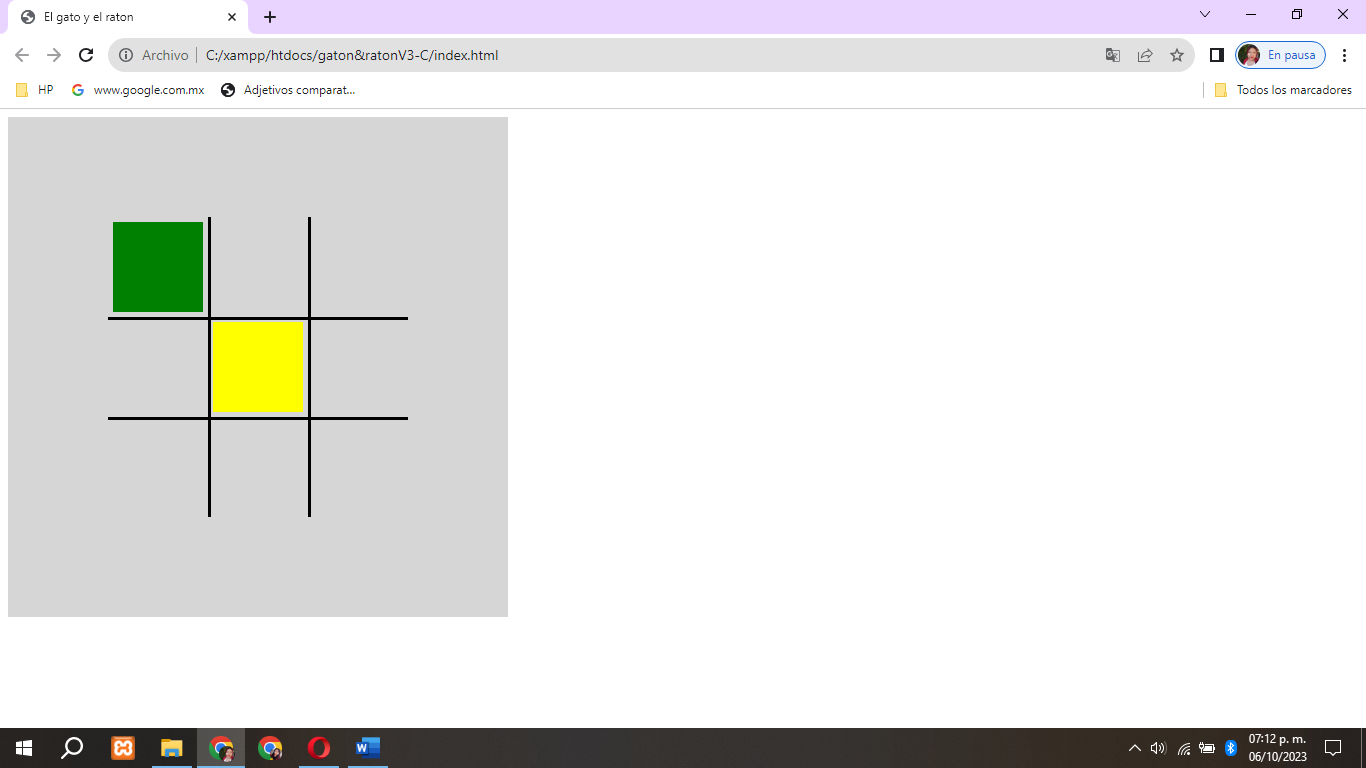 El gato y el raton
Archivo C:/xampp/htdocs/gaton&ratonV3-C/index.html
En pausa
HP
www.google.com.mx
Adjetivos comparat...
Todos los marcadores
07:12 p. m.
06/10/2023